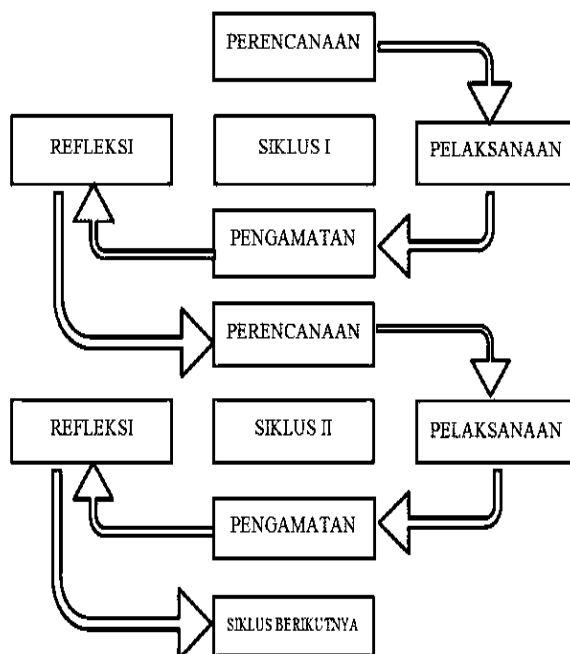 PERENCANAAN
REFLEKSI
SIKLUS I
PELAKSANAAN
PENGAMATAN
PERENCANAAN
REFLEKSI
SIKLUS II
PELAKSANAAN
PENGAMATAN
SIKLUS BERIKUTNYA